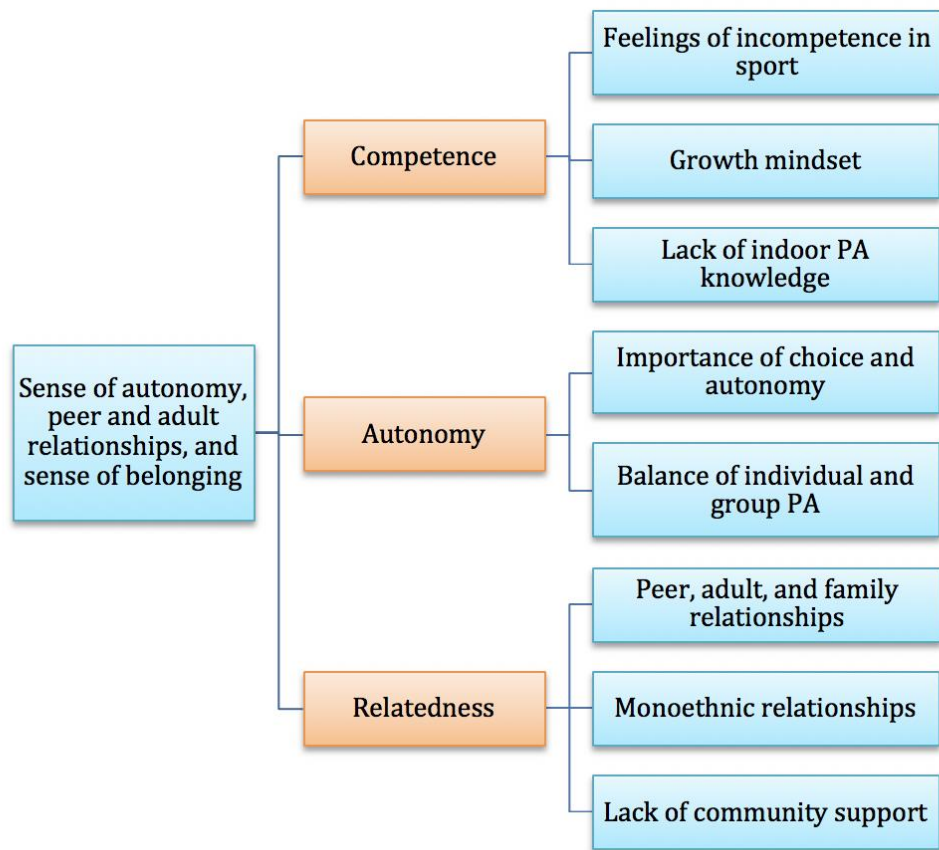 Feelings of incompetence in
sport
Competence
Growth mindset
Lack of indoor PA
knowledge
Sense of autonomy,
peer and adult
relationships, and
sense of belonging
Importance of choice and
autonomy
Autonomy
Balance of individual and
group PA
Peer, adult, and family
relationships
Relatedness
Monoethnic relationships
Lack of community support